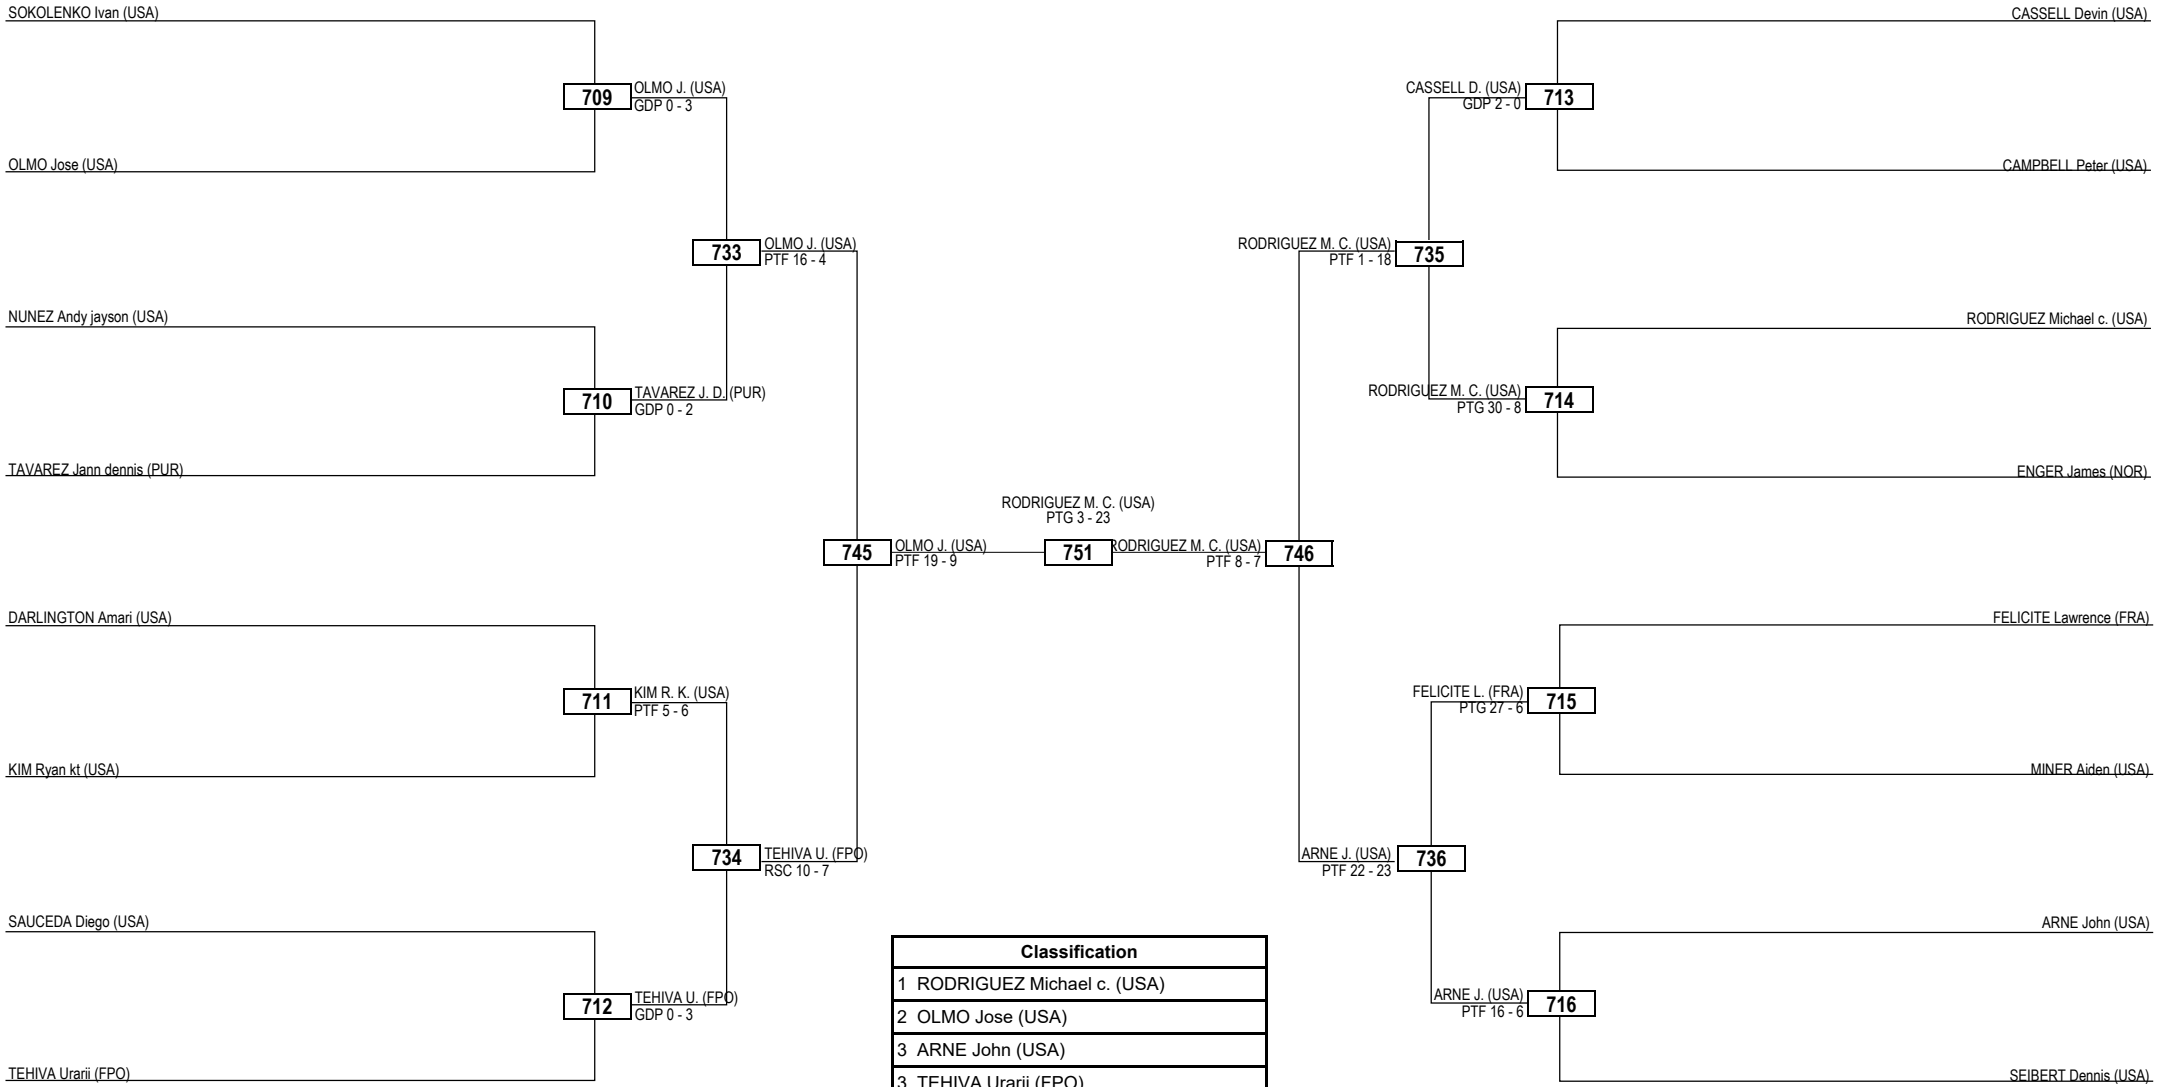 SOKOLENKO Ivan (USA)
CASSELL Devin (USA)
709
OLMO J. (USA)
GDP 0 - 3
CASSELL D. (USA)
GDP 2 - 0
713
OLMO Jose (USA)
CAMPBELL Peter (USA)
733
OLMO J. (USA)
PTF 16 - 4
RODRIGUEZ M. C. (USA)
PTF 1 - 18
735
NUNEZ Andy jayson (USA)
RODRIGUEZ Michael c. (USA)
710
TAVAREZ J. D. (PUR)
GDP 0 - 2
RODRIGUEZ M. C. (USA)
PTG 30 - 8
714
TAVAREZ Jann dennis (PUR)
ENGER James (NOR)
RODRIGUEZ M. C. (USA)
PTG 3 - 23
745
OLMO J. (USA)
PTF 19 - 9
751
RODRIGUEZ M. C. (USA)
PTF 8 - 7
746
DARLINGTON Amari (USA)
FELICITE Lawrence (FRA)
711
KIM R. K. (USA)
PTF 5 - 6
FELICITE L. (FRA)
PTG 27 - 6
715
KIM Ryan kt (USA)
MINER Aiden (USA)
734
TEHIVA U. (FPO)
RSC 10 - 7
ARNE J. (USA)
PTF 22 - 23
736
SAUCEDA Diego (USA)
ARNE John (USA)
712
TEHIVA U. (FPO)
GDP 0 - 3
ARNE J. (USA)
PTF 16 - 6
716
TEHIVA Urarii (FPO)
SEIBERT Dennis (USA)
Classification
1 RODRIGUEZ Michael c. (USA)
2 OLMO Jose (USA)
3 ARNE John (USA)
3 TEHIVA Urarii (FPO)